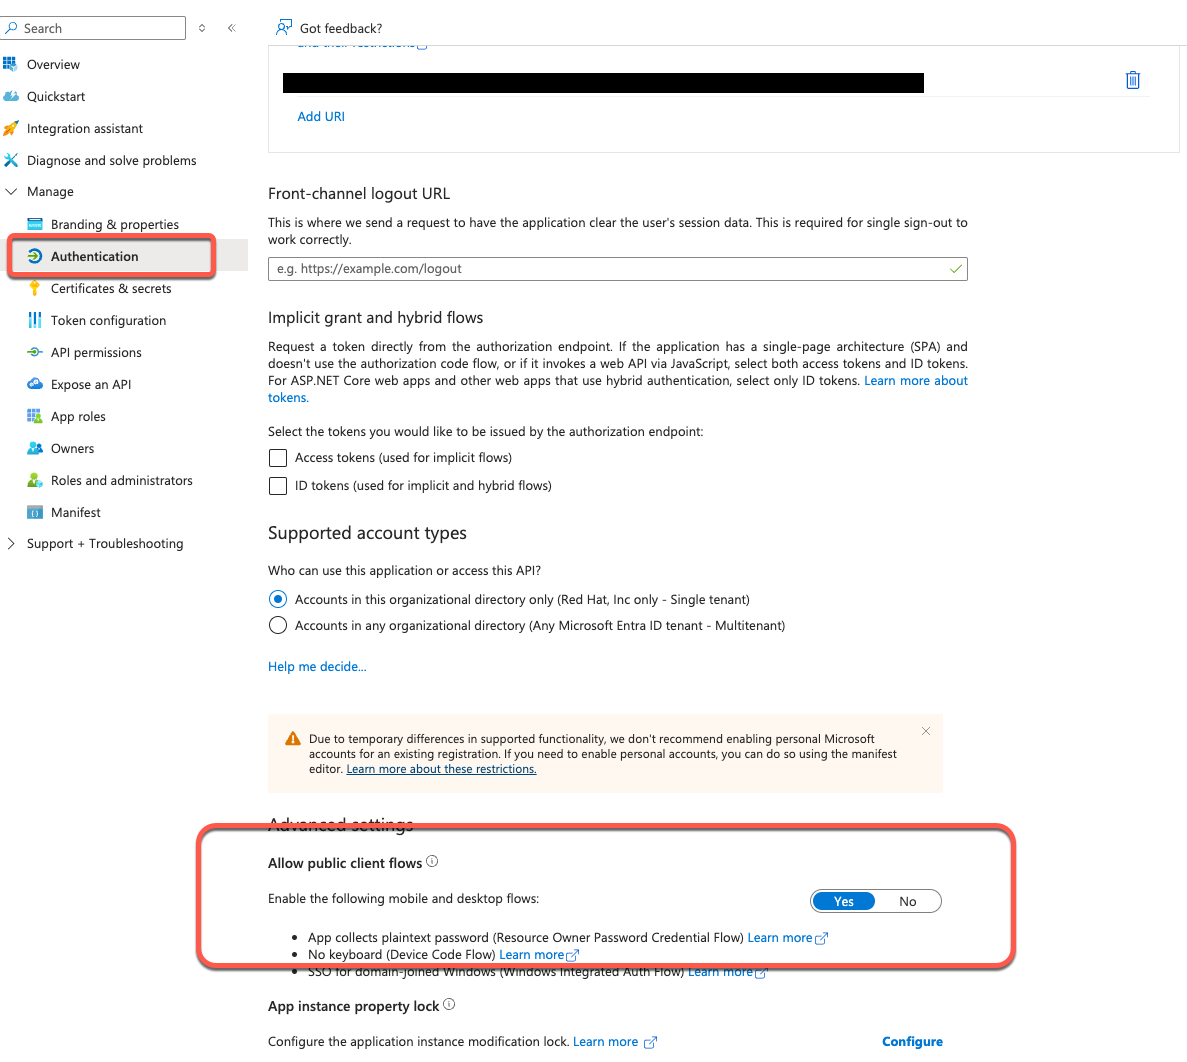 Search
Got feedback?
and their restrictions
Overview
Quickstart
Integration assistant
Diagnose and solve problems
Manage
Branding & properties
Authentication
Certificates & secrets
Token configuration
API permissions
Expose an API
App roles
Owners
Roles and administrators
Manifest
Support + Troubleshooting
Add URI
Front-channel logout URL
This is where we send a request to have the application clear the user's session data. This is required for single sign-out to
work correctly.
e.g. https://example.com/logout
Implicit grant and hybrid flows
Request a token directly from the authorization endpoint. If the application has a single-page architecture (SPA) and
doesn't use the authorization code flow, or if it invokes a web API via JavaScript, select both access tokens and ID tokens.
For ASP.NET Core web apps and other web apps that use hybrid authentication, select only ID tokens. Learn more about
tokens.
Select the tokens you would like to be issued by the authorization endpoint:
Access tokens (used for implicit flows)
ID tokens (used for implicit and hybrid flows)
Supported account types
Who can use this application or access this API?
Accounts in this organizational directory only (Red Hat, Inc only - Single tenant)
Accounts in any organizational directory (Any Microsoft Entra ID tenant - Multitenant)
Help me decide...
Due to temporary differences in supported functionality, we don't recommend enabling personal Microsoft
accounts for an existing registration. If you need to enable personal accounts, you can do so using the manifest
editor. Learn more about these restrictions.
Advanced settings
Allow public client flows
Enable the following mobile and desktop flows:
Yes No
• App collects plaintext password (Resource Owner Password Credential Flow) Learn more
• No keyboard (Device Code Flow) Learn more
• SSO for domain-joined Windows (Windows Integrated Auth Flow) Learn more
App instance property lock
Configure the application instance modification lock. Learn more
Configure